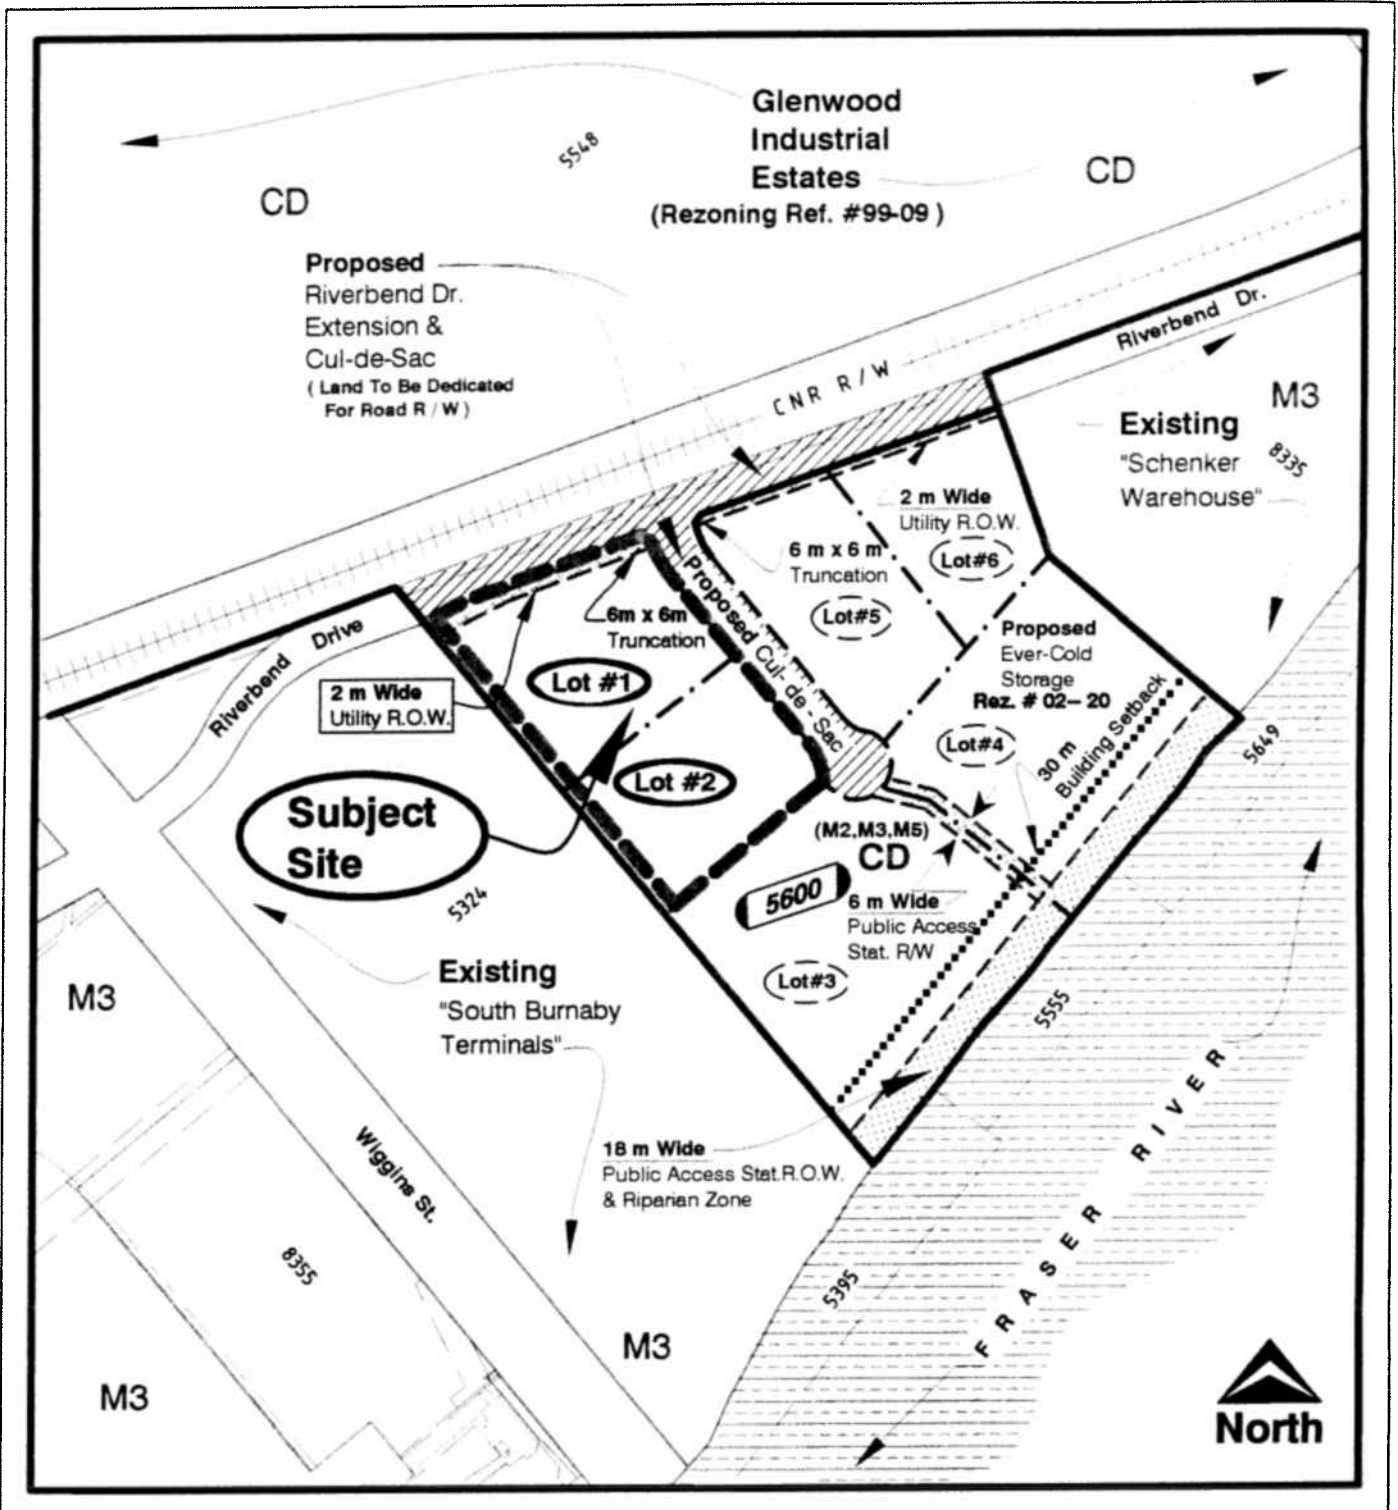 Glenwood
Industrial
Estates
(Rezoning Ref. #99-09 )
CD
5548
CD
Proposed
Riverbend Dr.
Extension &
Cul-de-Sac
( Land To Be Dedicated
For Road R / W )
CNR R/W
Riverbend Dr.
M3
Existing
"Schenker
Warehouse"
8335
2 m Wide
Utility R.O.W.
Lot#6
6 m x 6 m
Truncation
Lot#5
Proposed Cul-de-Sac
6m x 6m
Truncation
Riverbend Drive
2 m Wide
Utility R.O.W.
Lot #1
Lot #2
Proposed
Ever-Cold
Storage
Rez. # 02-20
Lot#4
30 m
Building Setback
5649
Subject
Site
5324
(M2,M3,M5)
CD
5600
6 m Wide
Public Access
Stat. R/W
Lot#3
Existing
"South Burnaby
Terminals"
M3
5555
18 m Wide
Public Access Stat.R.O.W.
& Riparian Zone
Wiggins St.
8355
5395
FRASER RIVER
M3
M3
North